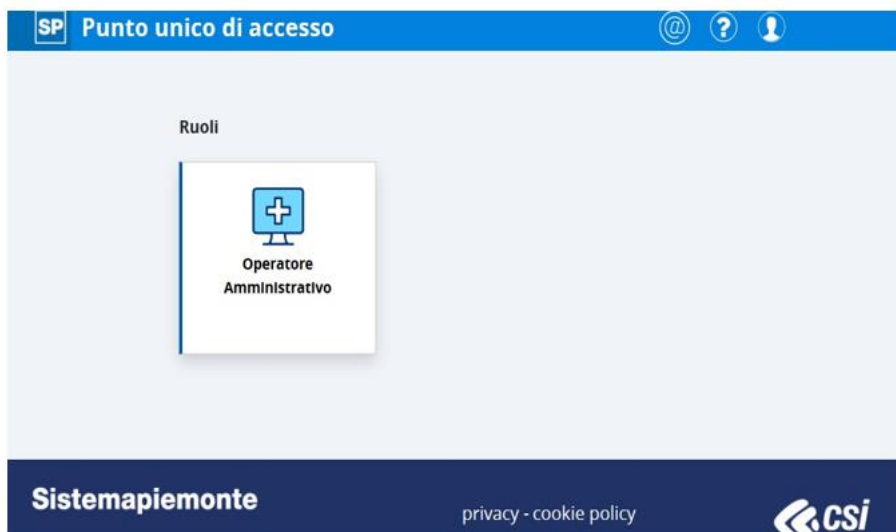 SP Punto unico di accesso @ ?
Ruoli
Operatore
Amministrativo
Sistemapiemonte
privacy - cookie policy
csi